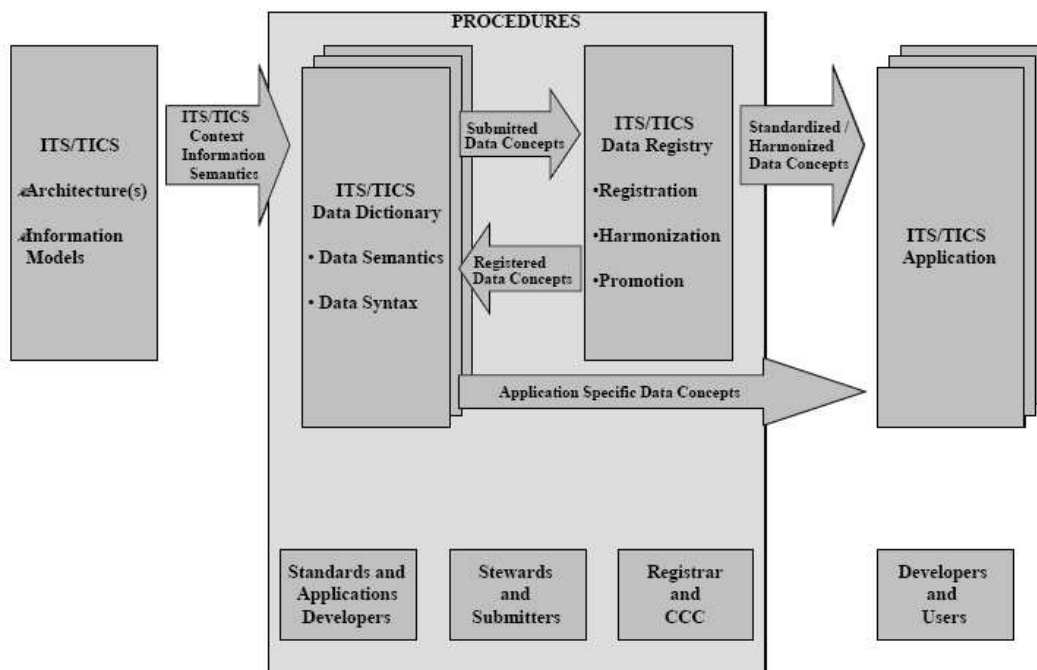 PROCEDURES
ITS/TICS
Architecture(s)
Information
Models
ITS/TICS
Context
Information
Semantics
ITS/TICS
Data Dictionary
• Data Semantics
• Data Syntax
Submitted
Data Concepts
Registered
Data Concepts
ITS/TICS
Data Registry
•Registration
•Harmonization
•Promotion
Standardized /
Harmonized
Data Concepts
ITS/TICS
Application
Application Specific Data Concepts
Standards and
Applications
Developers
Stewards
and
Submitters
Registrar
and
CCC
Developers
and
Users